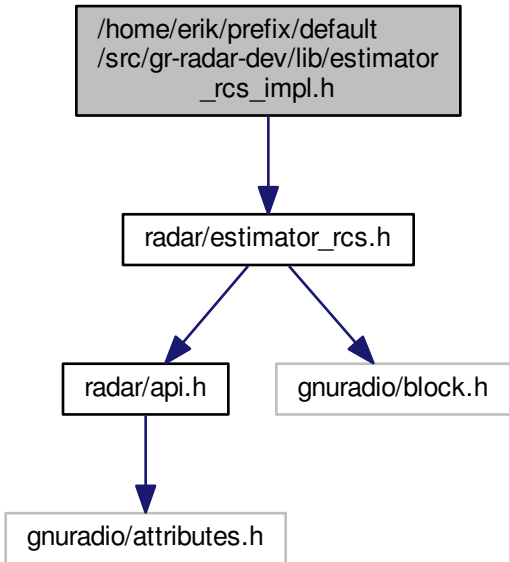 /home/erik/prefix/default
/src/gr-radar-dev/lib/estimator
_rcs_impl.h
radar/estimator_rcs.h
radar/api.h
gnuradio/block.h
gnuradio/attributes.h